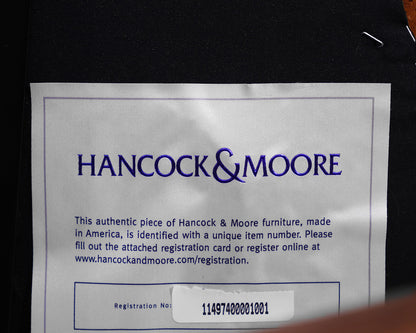 HANCOCK & MOORE
This authentic piece of Hancock & Moore furniture, made
in America, is identified with a unique item number. Please
fill out the attached registration card or register online at
www.hancockandmoore.com/registration.
Registration No: 11497400001001